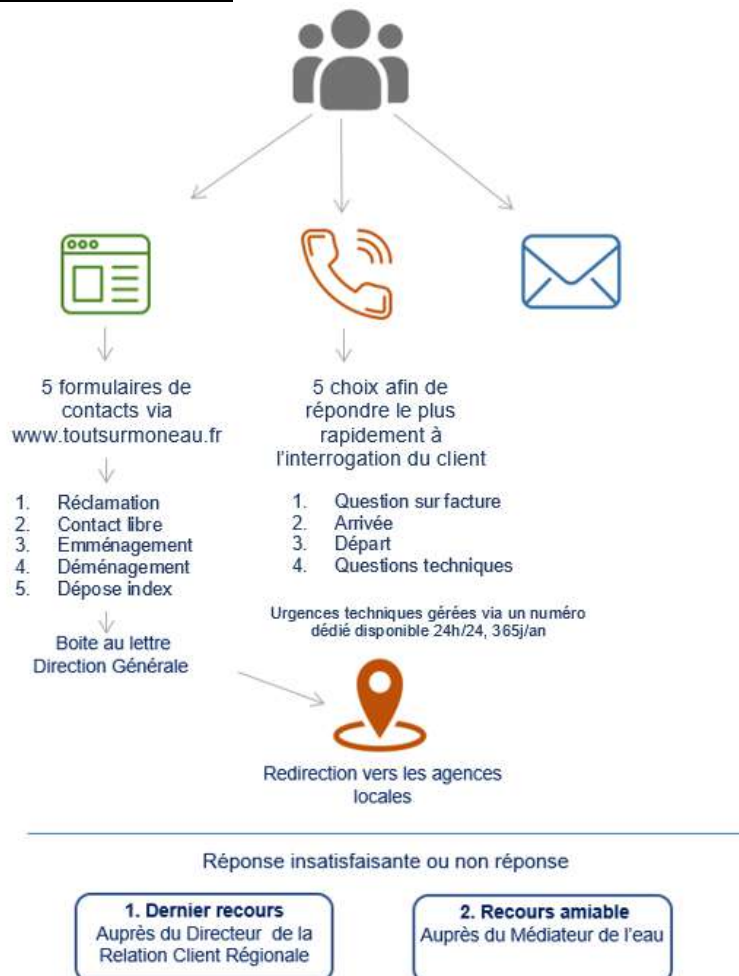 5 formulaires de
contacts via
www.toutsurmoneau.fr
1. Réclamation
2. Contact libre
3. Emménagement
4. Déménagement
5. Dépose index
Boite au lettre
Direction Générale
5 choix afin de
répondre le plus
rapidement à
l'interrogation du client
1. Question sur facture
2. Arrivée
3. Départ
4. Questions techniques
Urgences techniques gérées via un numéro
dédié disponible 24h/24, 365j/an
Redirection vers les agences
locales
Réponse insatisfaisante ou non réponse
1. Dernier recours
Auprès du Directeur de la
Relation Client Régionale
2. Recours amiable
Auprès du Médiateur de l'eau